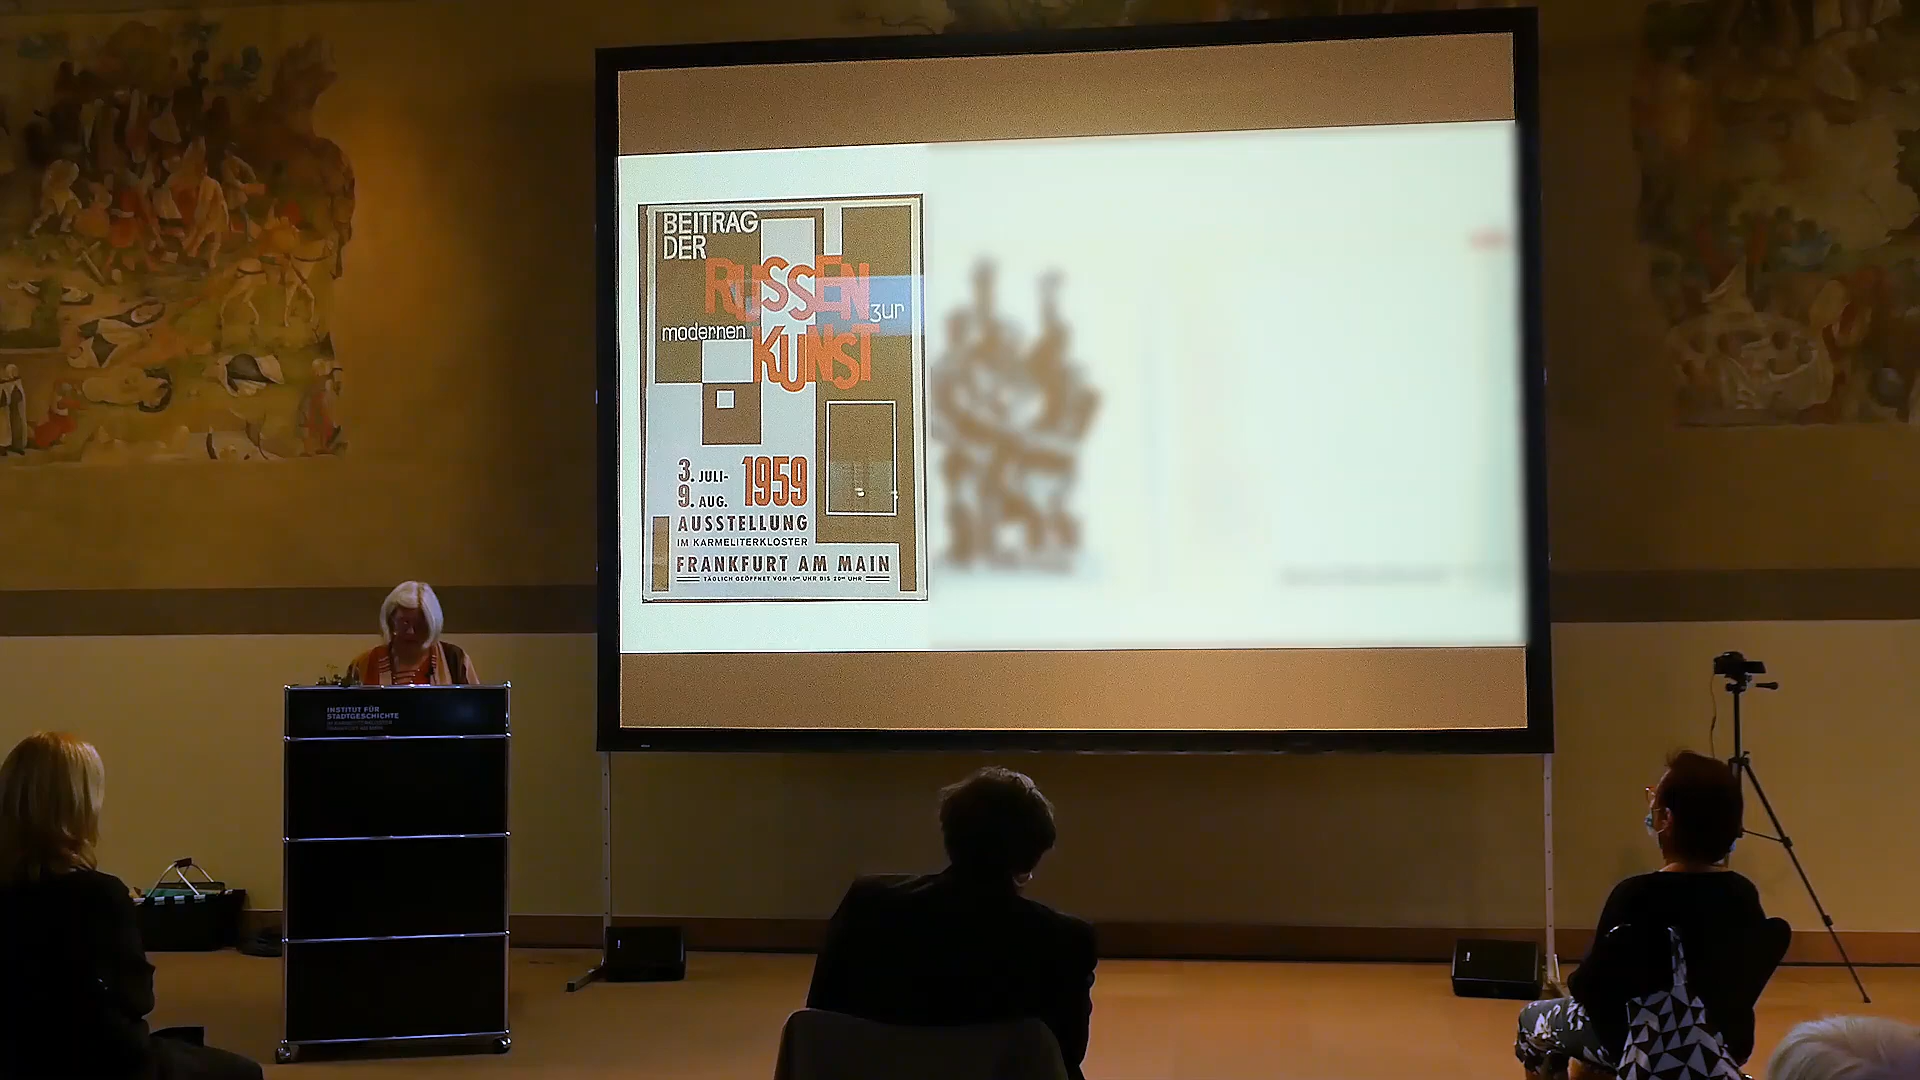 BEITRAG
DER
RUSSEN
zur
modernen
KUNST
3. JULI-
9. AUG. 1959
AUSSTELLUNG
IM KARMELITERKLOSTER
FRANKFURT AM MAIN
TÄGLICH GEÖFFNET VON 10 UHR BIS 20 UHR
INSTITUT FÜR
STADTGESCHICHTE